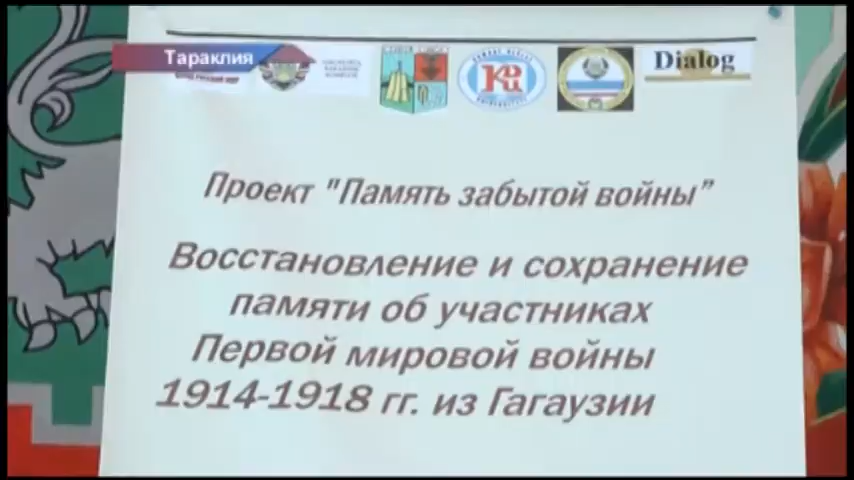 Тараклия
Dialog
Проект "Память забытой войны”
Восстановление и сохранение
памяти об участниках
Первой мировой войны
1914-1918 гг. из Гагаузии